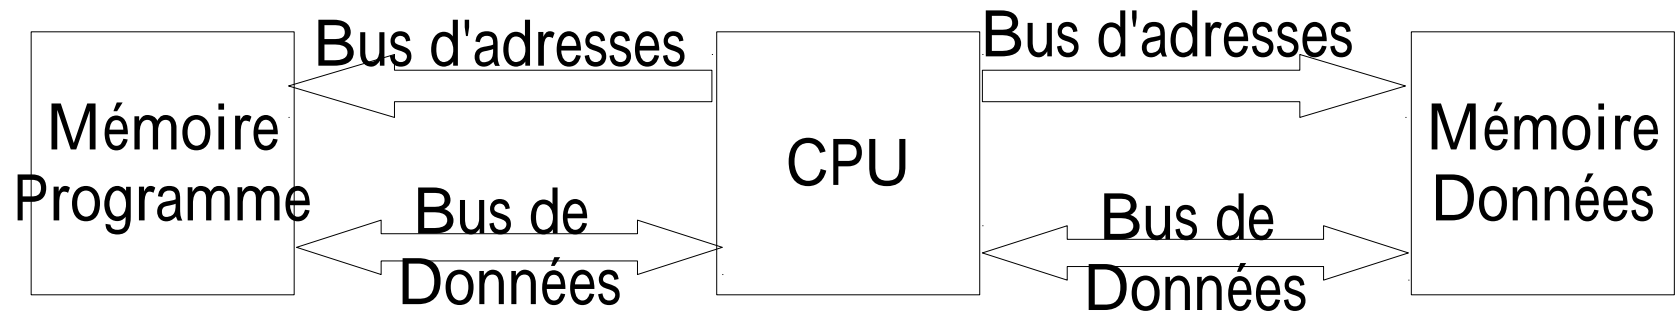 Bus d'adresses
Bus d'adresses
Mémoire
Programme
CPU
Mémoire
Données
Bus de
Données
Bus de
Données